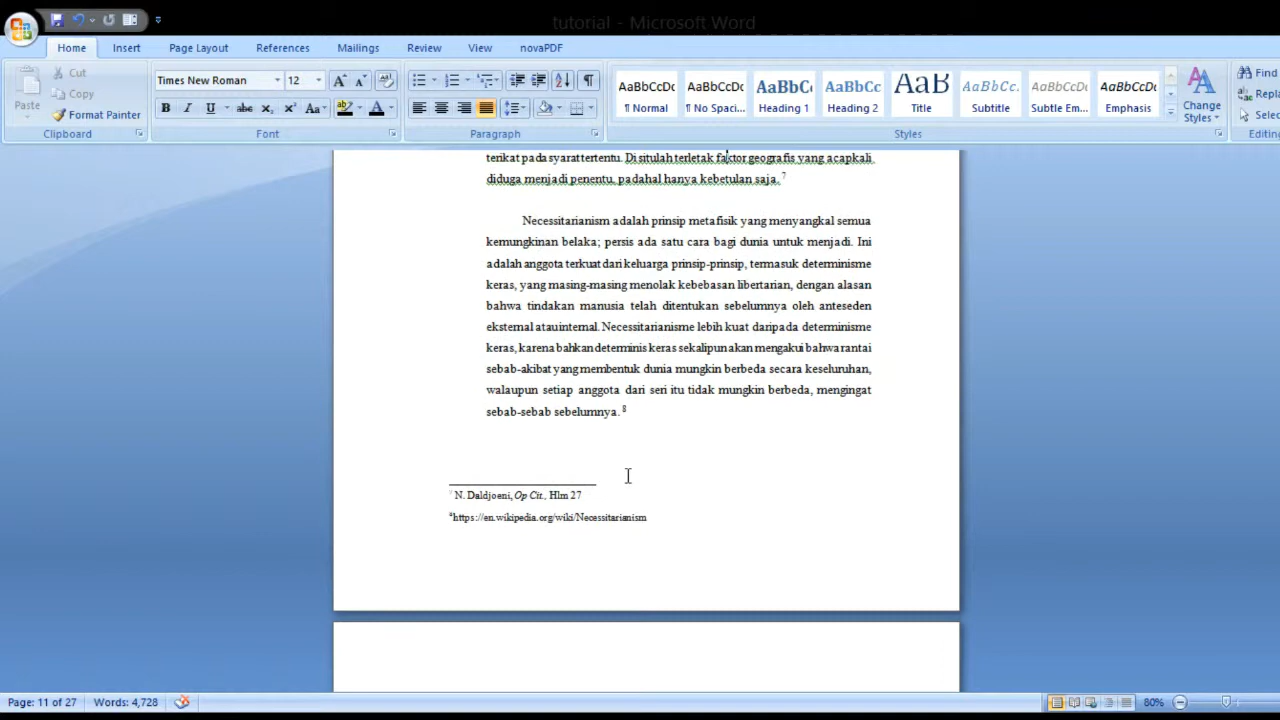 tutorial - Microsoft Word
Home Insert Page Layout References Mailings Review View novaPDF
Paste
Cut
Copy
Format Painter
Clipboard
Times New Roman 12
B I U abc x₂ x² Aa
Font
Paragraph
AaBbCcDc AaBbCcDc AaBbC AaBbCc AaB AaBbCc. AaBbCcDc AaBbCcDc
¶ Normal ¶ No Spaci... Heading 1 Heading 2 Title Subtitle Subtle Em... Emphasis
Change
Styles
Styles
Find
Repla
Selec
Editing
terikat pada syarat tertentu. Di situlah terletak faktor geografis yang acapkali
diduga menjadi penentu, padahal hanya kebetulan saja. 7
Necessitarianism adalah prinsip metafisik yang menyangkal semua
kemungkinan belaka; persis ada satu cara bagi dunia untuk menjadi. Ini
adalah anggota terkuat dari keluarga prinsip-prinsip, termasuk determinisme
keras, yang masing-masing menolak kebebasan libertarian, dengan alasan
bahwa tindakan manusia telah ditentukan sebelumnya oleh anteseden
eksternal atau internal. Necessitarianisme lebih kuat daripada determinisme
keras, karena bahkan determinis keras sekalipun akan mengakui bahwa rantai
sebab-akibat yang membentuk dunia mungkin berbeda secara keseluruhan,
walaupun setiap anggota dari seri itu tidak mungkin berbeda, mengingat
sebab-sebab sebelumnya. 8
7 N. Daldjoeni, Op Cit., Hlm 27
8https://en.wikipedia.org/wiki/Necessitarianism
Page: 11 of 27 Words: 4,728 80%